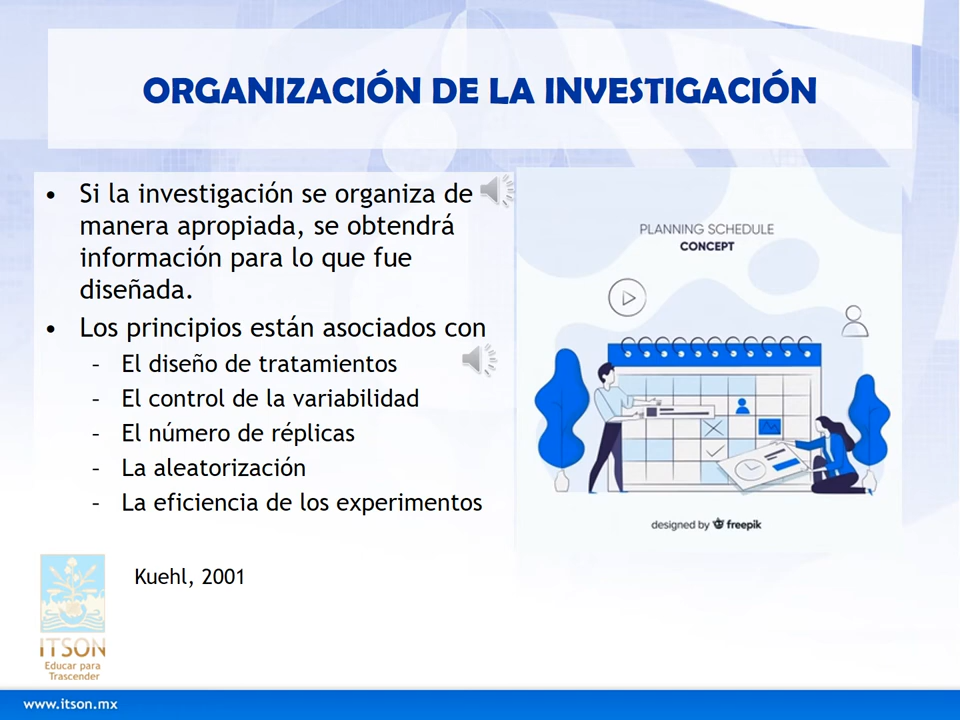 ORGANIZACIÓN DE LA INVESTIGACIÓN
• Si la investigación se organiza de
manera apropiada, se obtendrá
información para lo que fue
diseñada.
• Los principios están asociados con
– El diseño de tratamientos
– El control de la variabilidad
– El número de réplicas
– La aleatorización
– La eficiencia de los experimentos
Kuehl, 2001
PLANNING SCHEDULE
CONCEPT
designed by freepik
ITSON
Educar para
Trascender
www.itson.mx